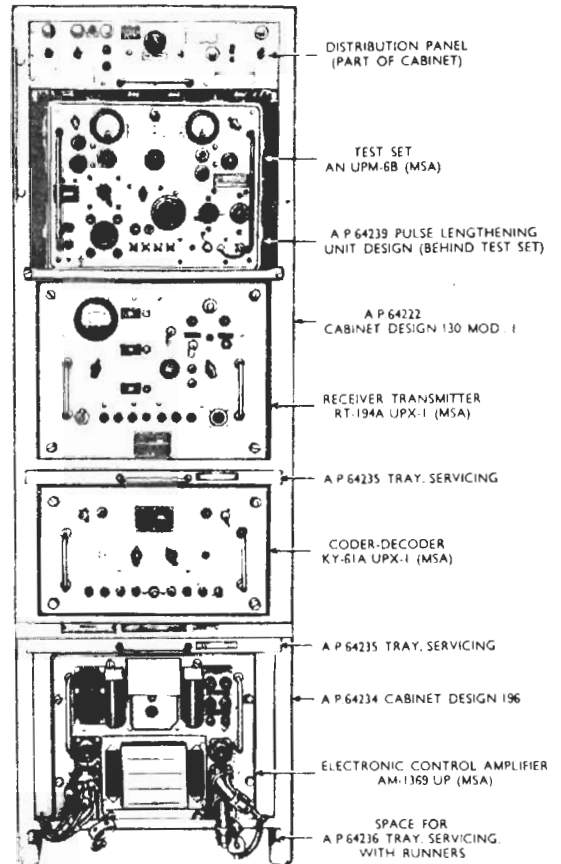 DISTRIBUTION PANEL
(PART OF CABINET)
TEST SET
AN UPM-6B (MSA)
A P 64239 PULSE LENGTHENING
UNIT DESIGN (BEHIND TEST SET)
A P 64222
CABINET DESIGN 130 MOD. 1
RECEIVER TRANSMITTER
RT-194A UPX-1 (MSA)
A P 64235 TRAY. SERVICING
CODER-DECODER
KY-61A UPX-1 (MSA)
A P 64235 TRAY. SERVICING
A P 64234 CABINET DESIGN 196
ELECTRONIC CONTROL AMPLIFIER
AM-1369 UP (MSA)
SPACE FOR
A P 64236 TRAY. SERVICING.
WITH RUNNERS